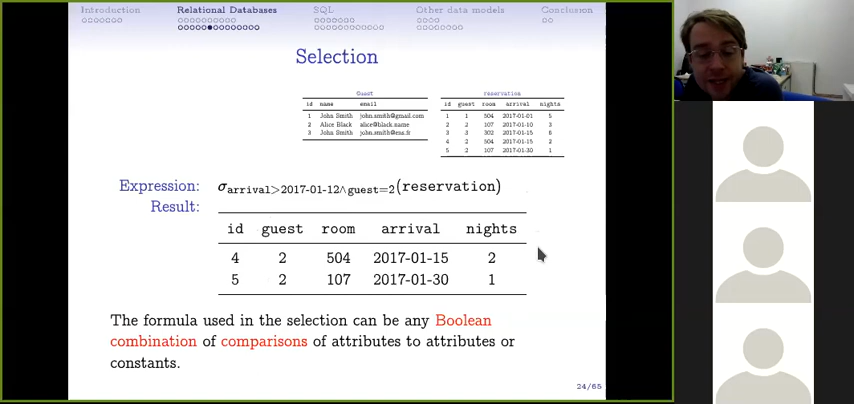 Introduction Relational Databases SQL Other data models Conclusion
Selection
Guest
id name email
1 John Smith john.smith@gmail.com
2 Alice Black alice@black.name
3 John Smith john.smith@ens.fr
reservation
id guest room arrival nights
1 1 504 2017-01-01 5
2 2 107 2017-01-10 3
3 3 302 2017-01-15 6
4 2 504 2017-01-15 2
5 2 107 2017-01-30 1
Expression: σarrival>2017-01-12∧guest=2(reservation)
Result:
id guest room arrival nights
4 2 504 2017-01-15 2
5 2 107 2017-01-30 1
The formula used in the selection can be any Boolean
combination of comparisons of attributes to attributes or
constants.
24/65